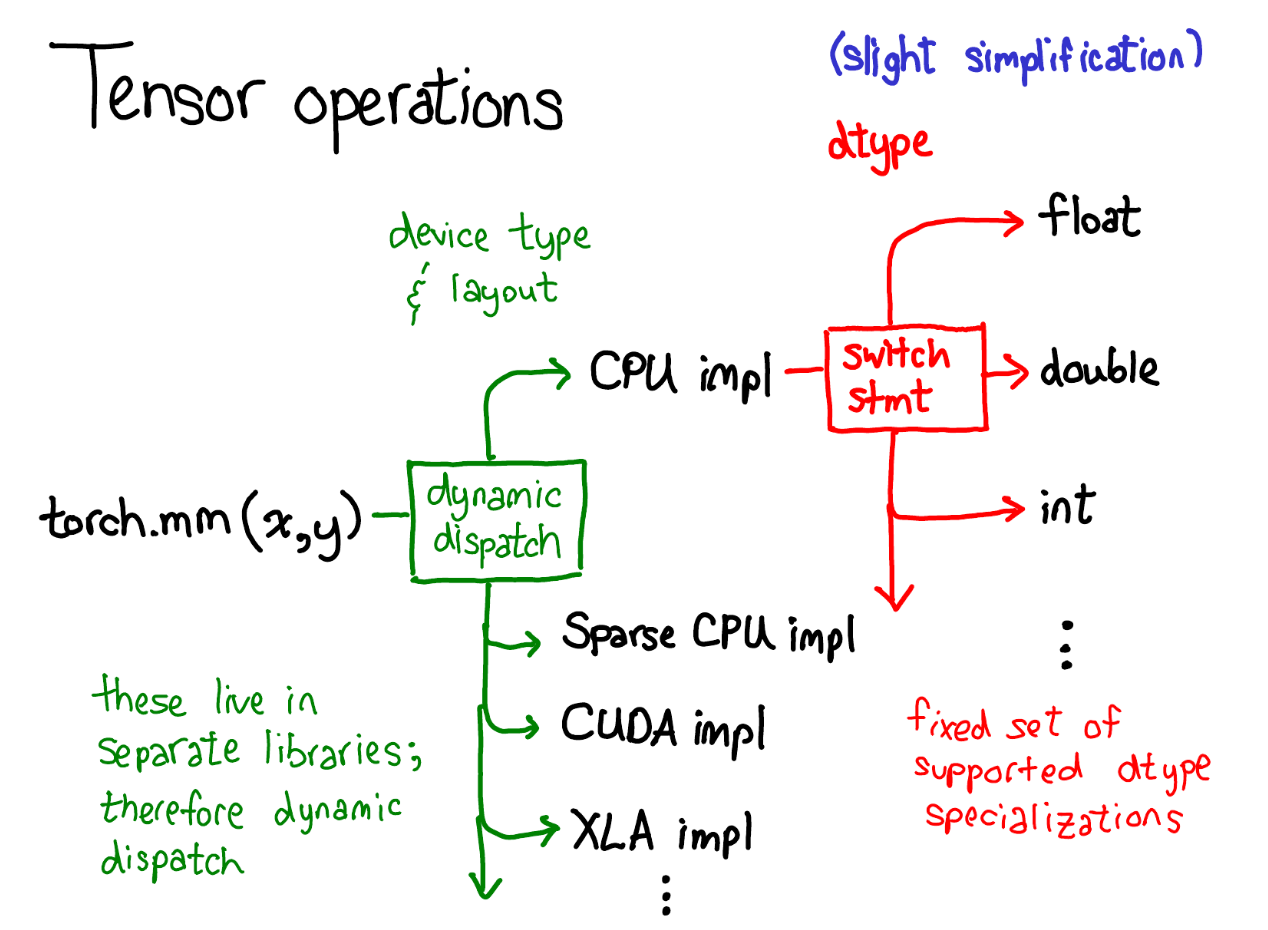 Tensor operations
(slight simplification)
dtype
float
device type
& layout
CPU impl
switch
stmt
double
torch.mm(x,y)
dynamic
dispatch
int
Sparse CPU impl
CUDA impl
XLA impl
⋮
these live in
separate libraries;
therefore dynamic
dispatch
⋮
fixed set of
supported dtype
specializations